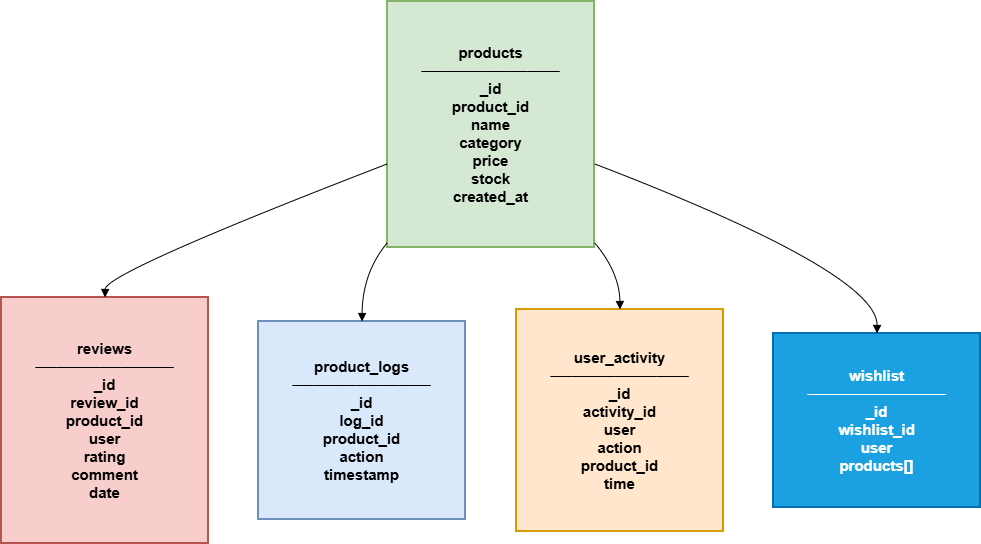 products
_id
product_id
name
category
price
stock
created_at
reviews
_id
review_id
product_id
user
rating
comment
date
product_logs
_id
log_id
product_id
action
timestamp
user_activity
_id
activity_id
user
action
product_id
time
wishlist
_id
wishlist_id
user
products[]